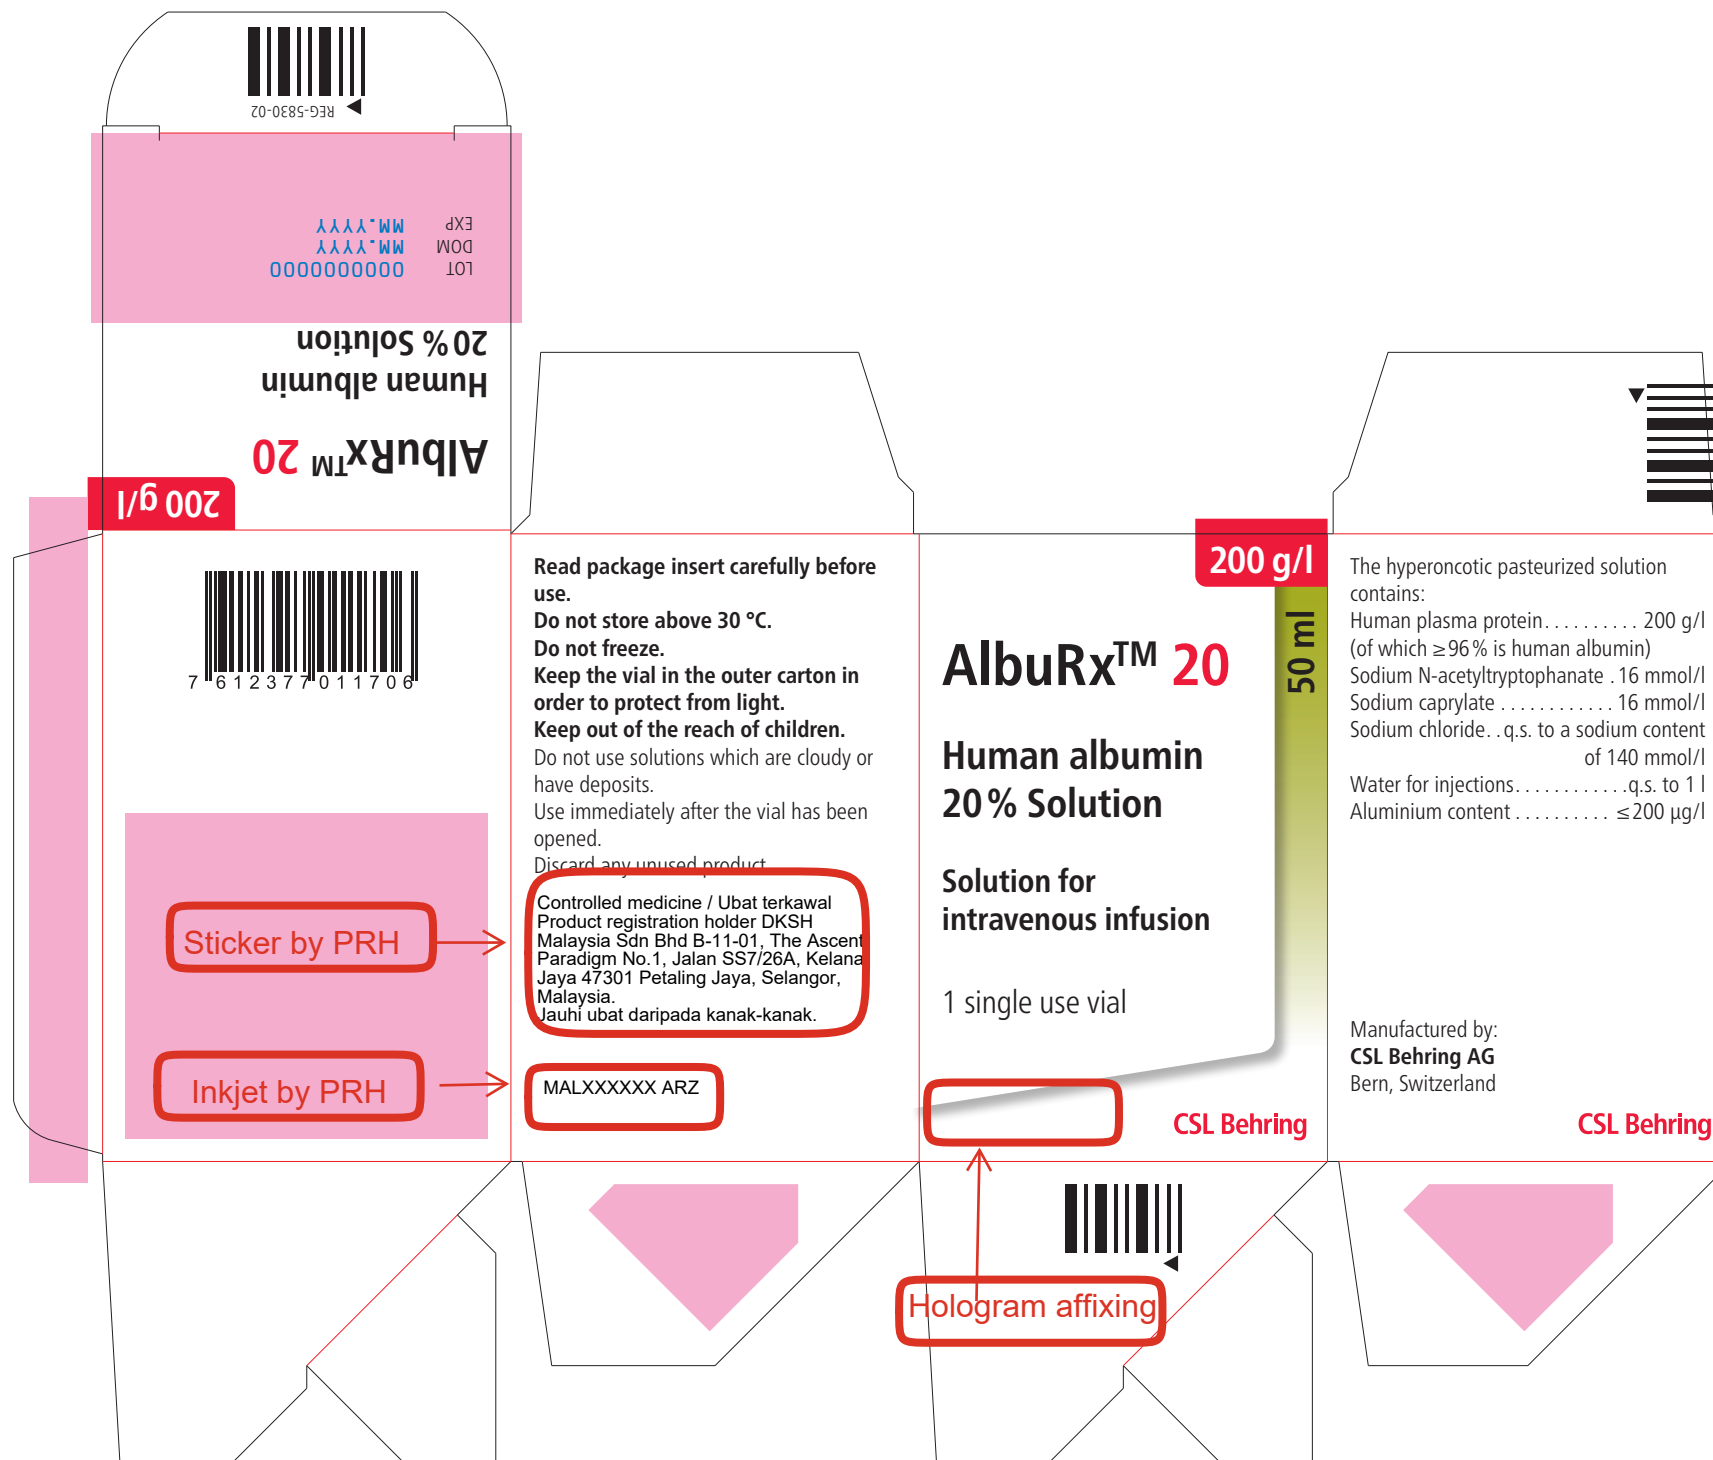 REG-5830-02
LOT 0000000000
DOM MM.YYYY
EXP MM.YYYY
AlbuRx™ 20
Human albumin
20 % Solution
200 g/l
7 612377 011706
Sticker by PRH
Inkjet by PRH
Read package insert carefully before
use.
Do not store above 30 °C.
Do not freeze.
Keep the vial in the outer carton in
order to protect from light.
Keep out of the reach of children.
Do not use solutions which are cloudy or
have deposits.
Use immediately after the vial has been
opened.
Discard any unused product
Controlled medicine / Ubat terkawal
Product registration holder DKSH
Malaysia Sdn Bhd B-11-01, The Ascent
Paradigm No.1, Jalan SS7/26A, Kelana
Jaya 47301 Petaling Jaya, Selangor,
Malaysia.
Jauhi ubat daripada kanak-kanak.
MALXXXXXX ARZ
200 g/l
50 ml
AlbuRx™ 20
Human albumin
20 % Solution
Solution for
intravenous infusion
1 single use vial
CSL Behring
Hologram affixing
The hyperoncotic pasteurized solution
contains:
Human plasma protein. . . . . . . . . . 200 g/l
(of which ≥ 96 % is human albumin)
Sodium N-acetyltryptophanate . 16 mmol/l
Sodium caprylate . . . . . . . . . . . . 16 mmol/l
Sodium chloride. . q.s. to a sodium content
of 140 mmol/l
Water for injections. . . . . . . . . . . .q.s. to 1 l
Aluminium content . . . . . . . . . . ≤ 200 µg/l
Manufactured by:
CSL Behring AG
Bern, Switzerland
CSL Behring